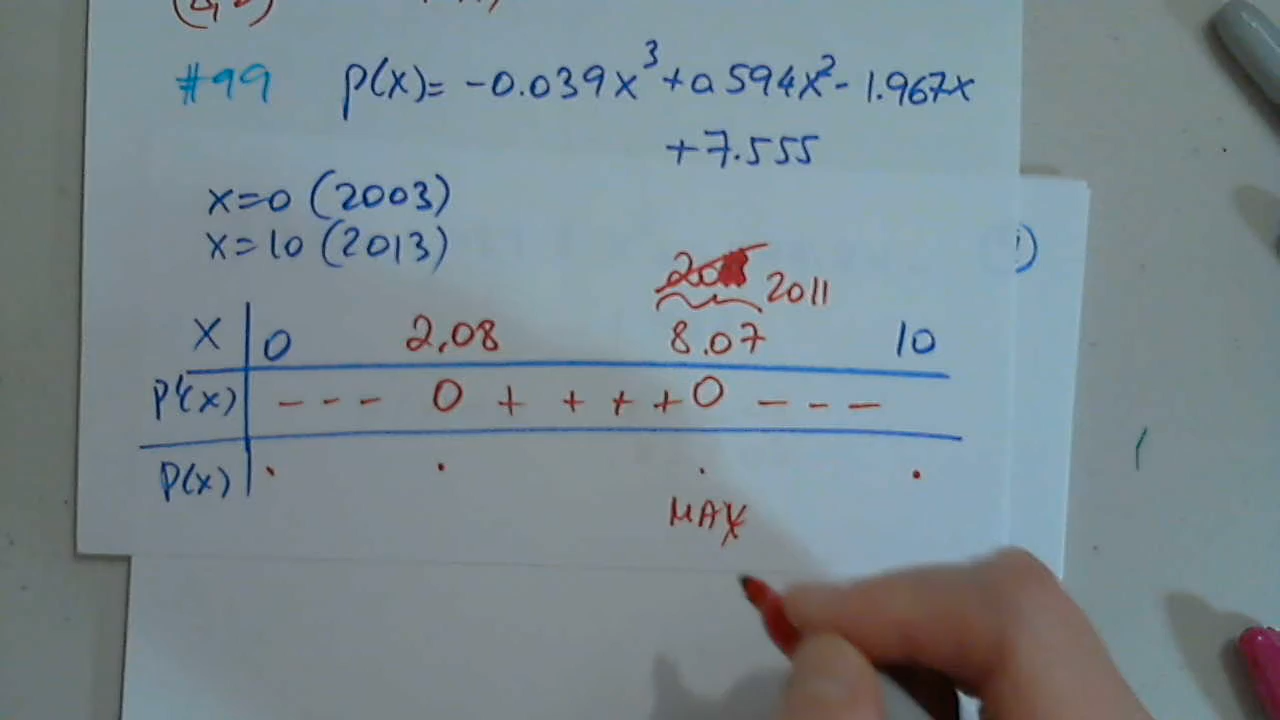 #99 P(x)= -0.039x³+0.594x²- 1.967x
+7.555
x=0 (2003)
x=10 (2013)
2011
x 0 2.08 8.07 10
P'(x) - - - 0 + + + + 0 - - -
P(x) . . . .
MAX